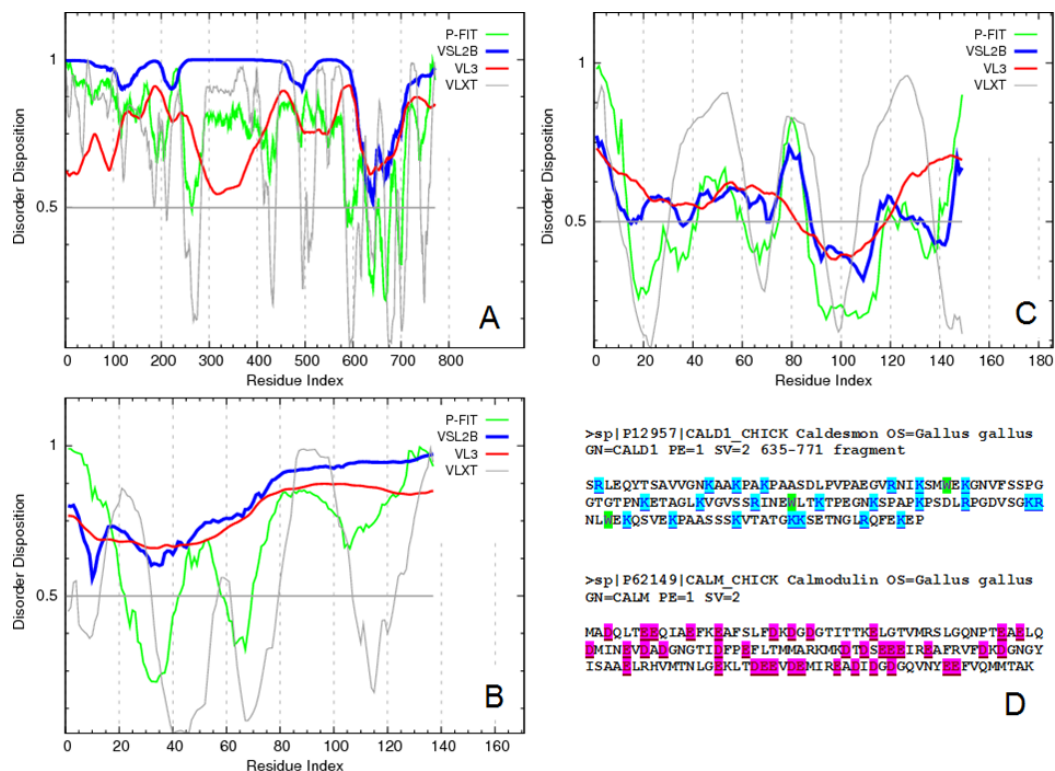 P-FIT
VSL2B
VL3
VLXT
1
0.5
Disorder Disposition
A
0 100 200 300 400 500 600 700 800
Residue Index
P-FIT
VSL2B
VL3
VLXT
1
0.5
Disorder Disposition
C
0 20 40 60 80 100 120 140 160 180
Residue Index
P-FIT
VSL2B
VL3
VLXT
1
0.5
Disorder Disposition
B
0 20 40 60 80 100 120 140 160
Residue Index
>sp|P12957|CALD1_CHICK Caldesmon OS=Gallus gallus
GN=CALD1 PE=1 SV=2 635-771 fragment
SRLEQYTSAVVGNKAAKPAKPAASDLPVPAEGVRNIKSMWEKGNVFSSPG
GTGTPNKETAGLKVGVSSRINEWLTKTPEGNKSPAPKPSDLRPGDVSGKR
NLWEKQSVEKPAASSSKVTATGKKSETNGLRQFEKEP
>sp|P62149|CALM_CHICK Calmodulin OS=Gallus gallus
GN=CALM PE=1 SV=2
MADQLTEEQIAEFKEAFSLFDKDGDGTITTKELGTVMRSLGQNPTEAELQ
DMINEVDADGNGTIDFPEFLTMMARKMKDTDSEEEIREAFRVFDKDGNGY
ISAAELRHVMTNLGEKLTDEEVDEMIREADIDGDGQVNYEEFVQMMTAK
D